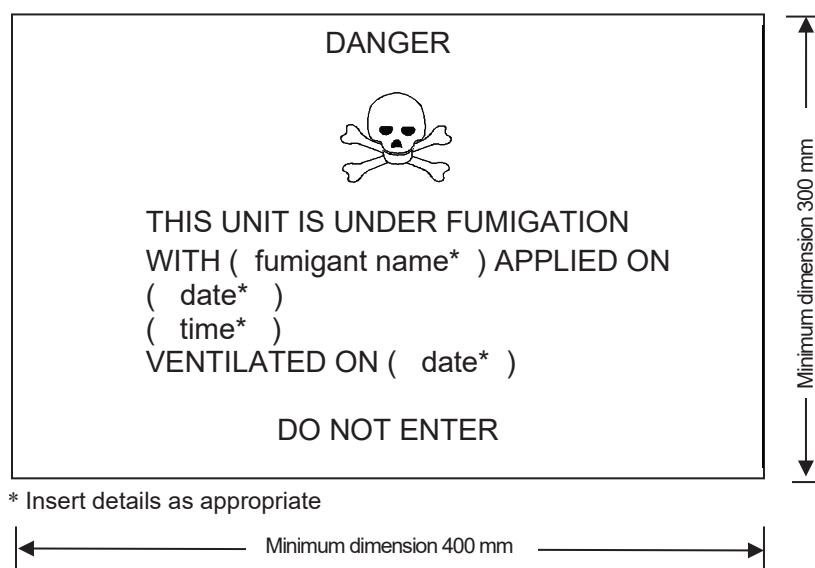 DANGER
THIS UNIT IS UNDER FUMIGATION
WITH ( fumigant name* ) APPLIED ON
( date* )
( time* )
VENTILATED ON ( date* )
DO NOT ENTER
* Insert details as appropriate
Minimum dimension 400 mm
Minimum dimension 300 mm